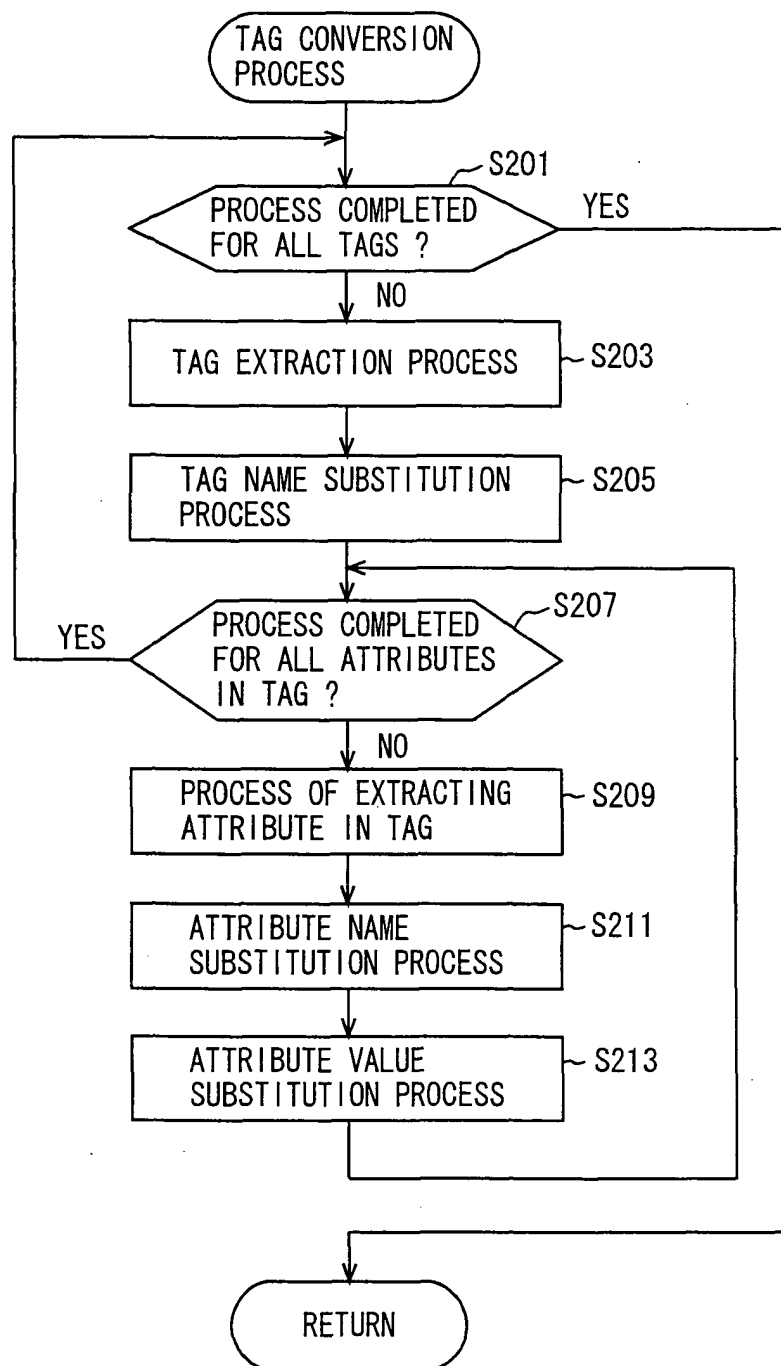 TAG CONVERSION
PROCESS
S201
PROCESS COMPLETED
FOR ALL TAGS ?
YES
NO
TAG EXTRACTION PROCESS
S203
TAG NAME SUBSTITUTION
PROCESS
S205
S207
YES
PROCESS COMPLETED
FOR ALL ATTRIBUTES
IN TAG ?
NO
PROCESS OF EXTRACTING
ATTRIBUTE IN TAG
S209
ATTRIBUTE NAME
SUBSTITUTION PROCESS
S211
ATTRIBUTE VALUE
SUBSTITUTION PROCESS
S213
RETURN